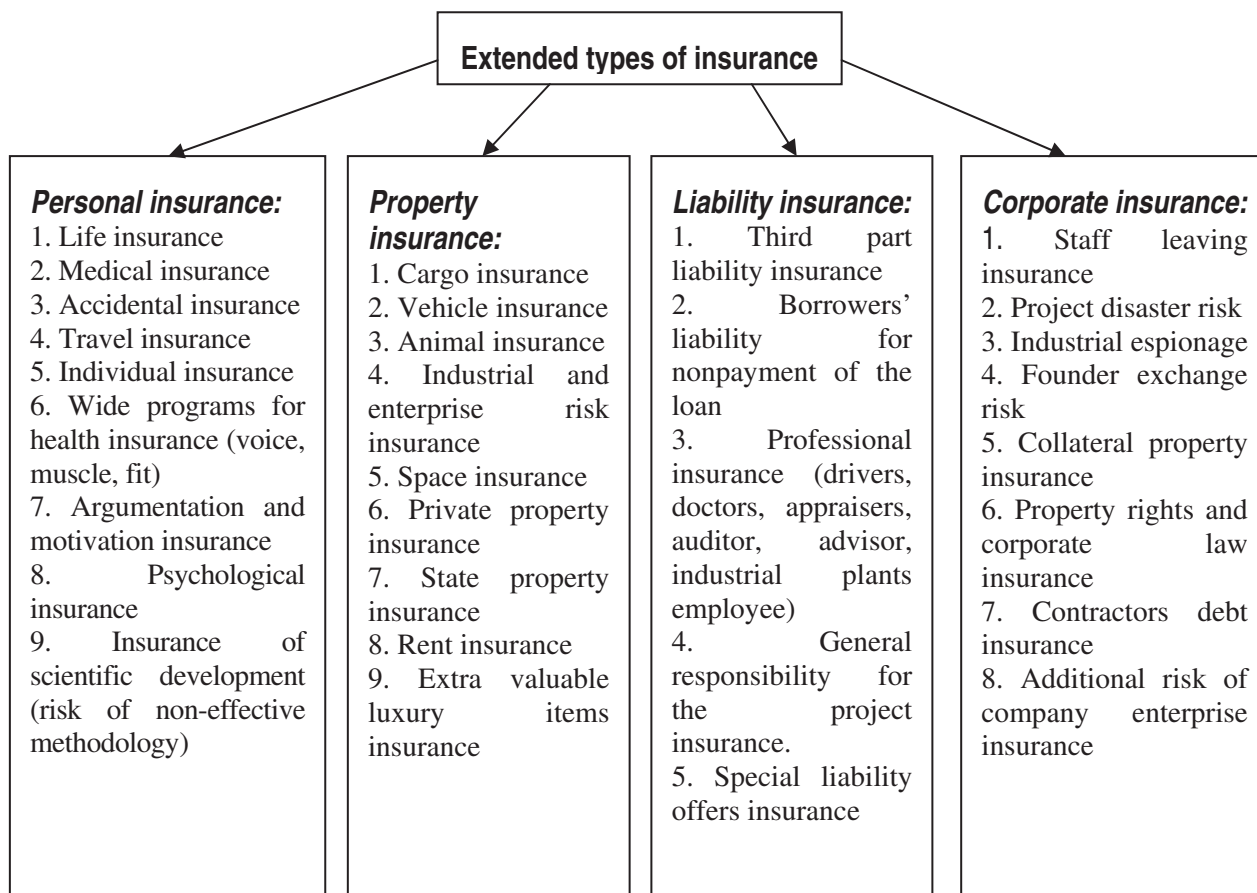 Extended types of insurance
Personal insurance:
1. Life insurance
2. Medical insurance
3. Accidental insurance
4. Travel insurance
5. Individual insurance
6. Wide programs for
health insurance (voice,
muscle, fit)
7. Argumentation and
motivation insurance
8. Psychological
insurance
9. Insurance of
scientific development
(risk of non-effective
methodology)
Property
insurance:
1. Cargo insurance
2. Vehicle insurance
3. Animal insurance
4. Industrial and
enterprise risk
insurance
5. Space insurance
6. Private property
insurance
7. State property
insurance
8. Rent insurance
9. Extra valuable
luxury items
insurance
Liability insurance:
1. Third part
liability insurance
2. Borrowers’
liability for
nonpayment of the
loan
3. Professional
insurance (drivers,
doctors, appraisers,
auditor, advisor,
industrial plants
employee)
4. General
responsibility for
the project
insurance.
5. Special liability
offers insurance
Corporate insurance:
1. Staff leaving
insurance
2. Project disaster risk
3. Industrial espionage
4. Founder exchange
risk
5. Collateral property
insurance
6. Property rights and
corporate law
insurance
7. Contractors debt
insurance
8. Additional risk of
company enterprise
insurance